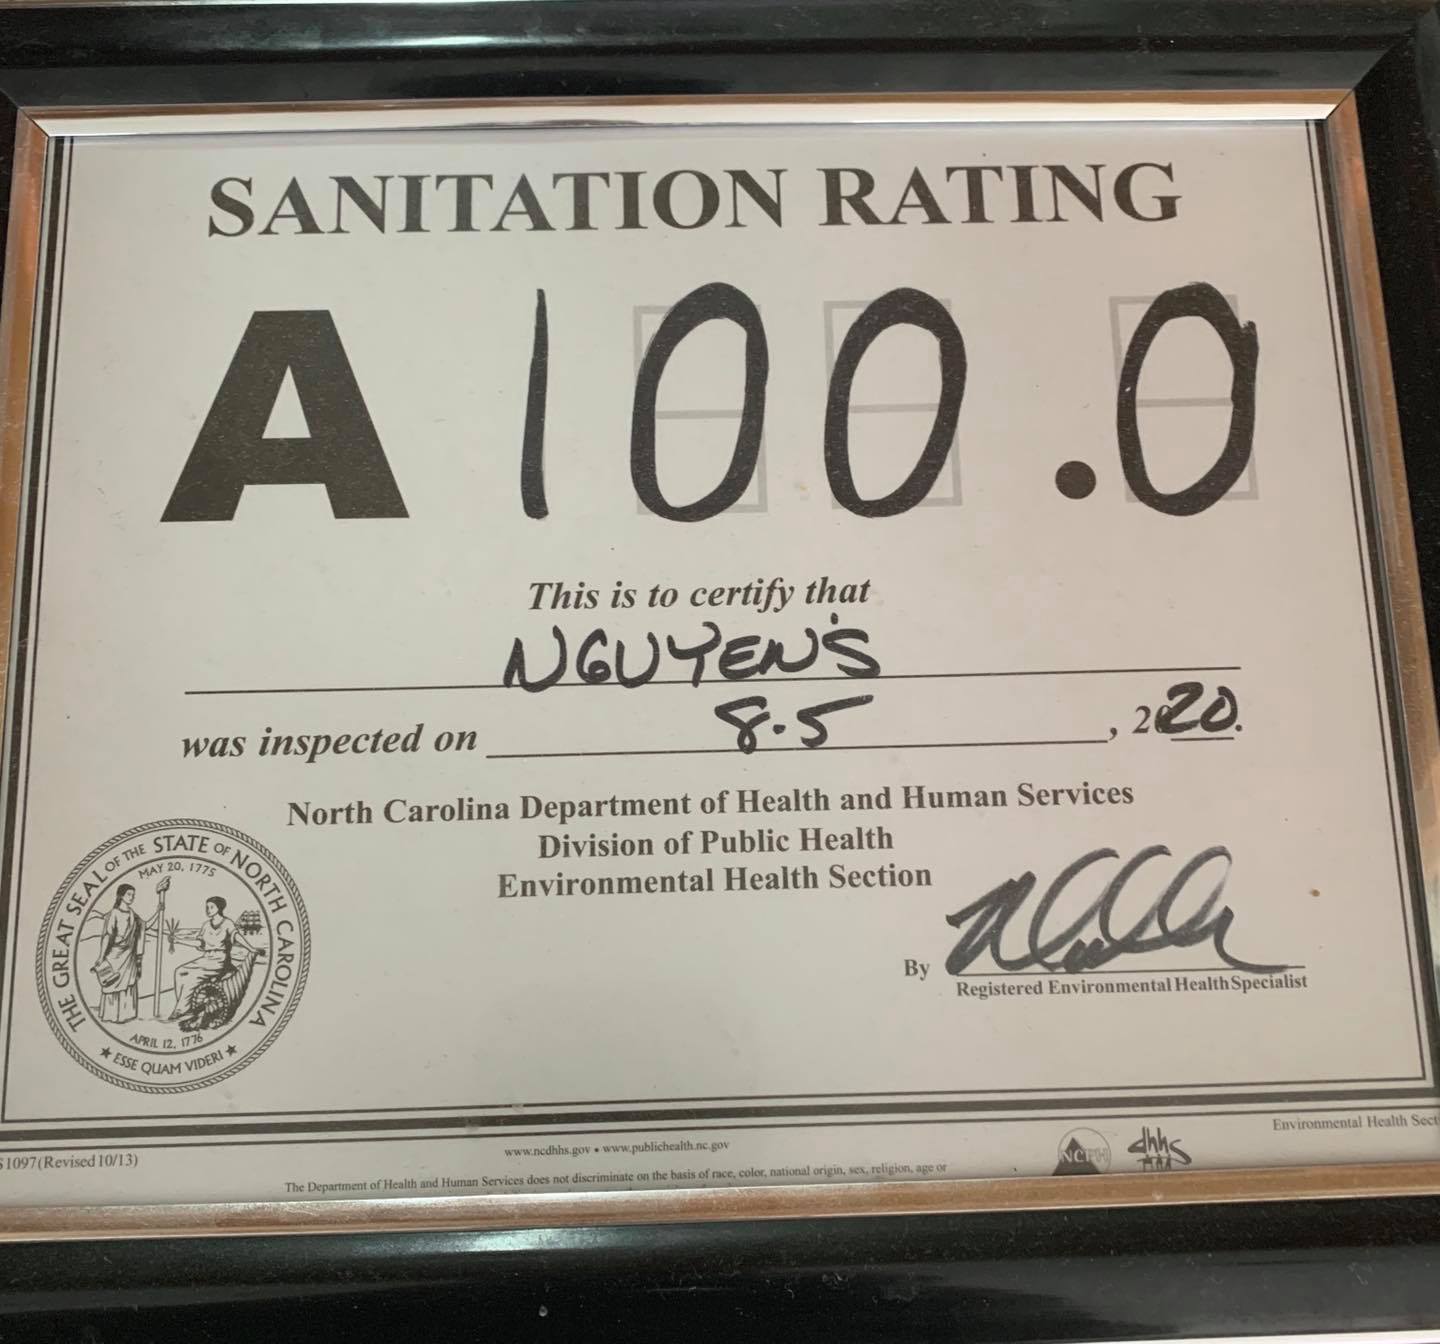 SANITATION RATING
A 100.0
This is to certify that
NGUYEN'S
was inspected on 8.5, 2020.
North Carolina Department of Health and Human Services
Division of Public Health
Environmental Health Section
By
Registered Environmental Health Specialist
THE GREAT SEAL OF THE STATE OF NORTH CAROLINA
MAY 20, 1775
APRIL 12, 1776
★ ESSE QUAM VIDERI ★
1097 (Revised 10/13)
www.ncdhhs.gov • www.publichealth.nc.gov
NCPH
dhhs
Environmental Health Sect
The Department of Health and Human Services does not discriminate on the basis of race, color, national origin, sex, religion, age or